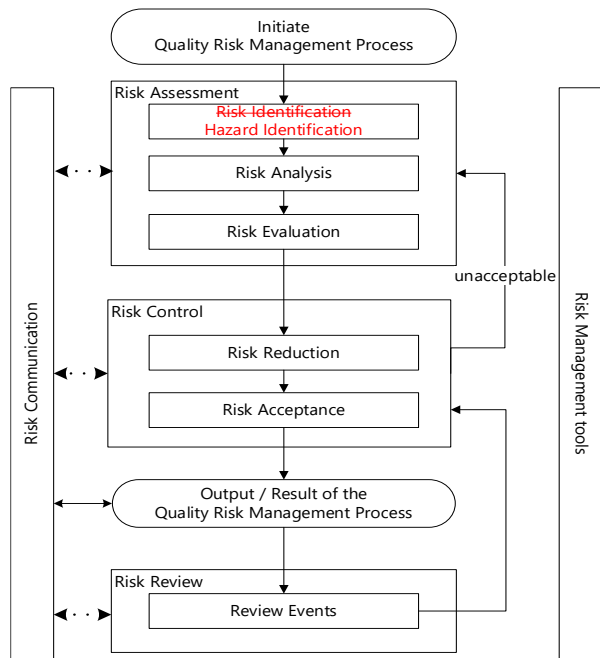 Initiate
Quality Risk Management Process
Risk Assessment
Risk Identification
Hazard Identification
Risk Analysis
Risk Evaluation
unacceptable
Risk Control
Risk Reduction
Risk Acceptance
Output / Result of the
Quality Risk Management Process
Risk Review
Review Events
Risk Communication
Risk Management tools